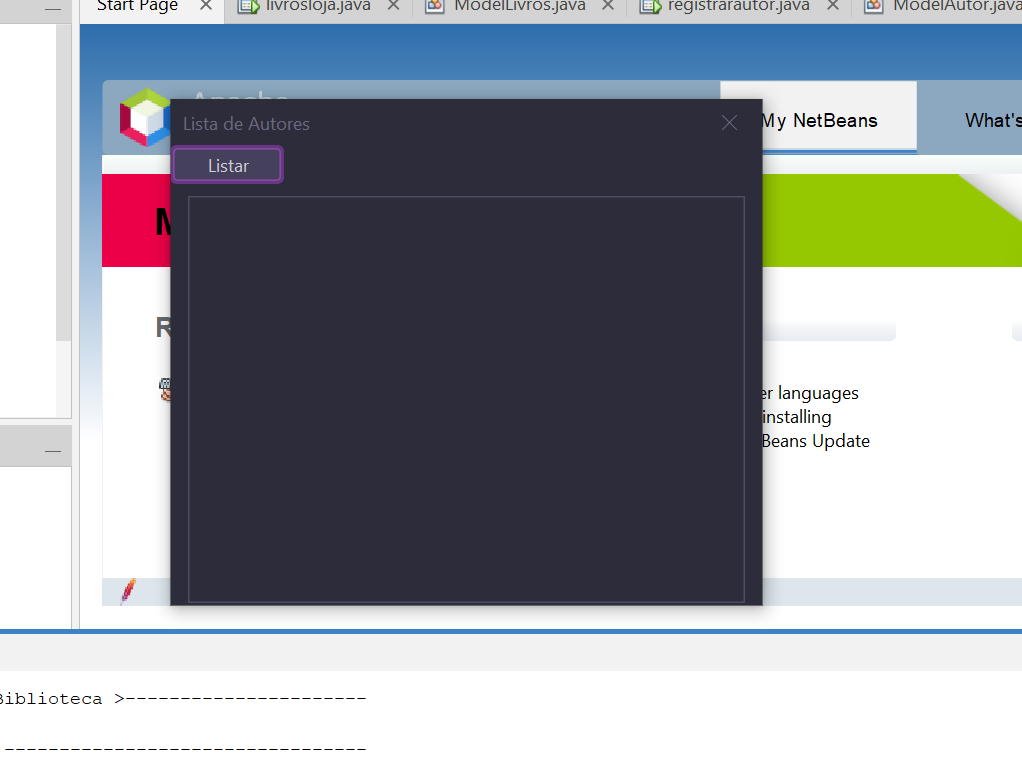 Start Page
livrosloja.java
ModelLivros.java
registrarautor.java
ModelAutor.java
Apache
Lista de Autores
My NetBeans
What's
Listar
M
R
er languages
installing
Beans Update
Biblioteca >----------------------
---------------------------------